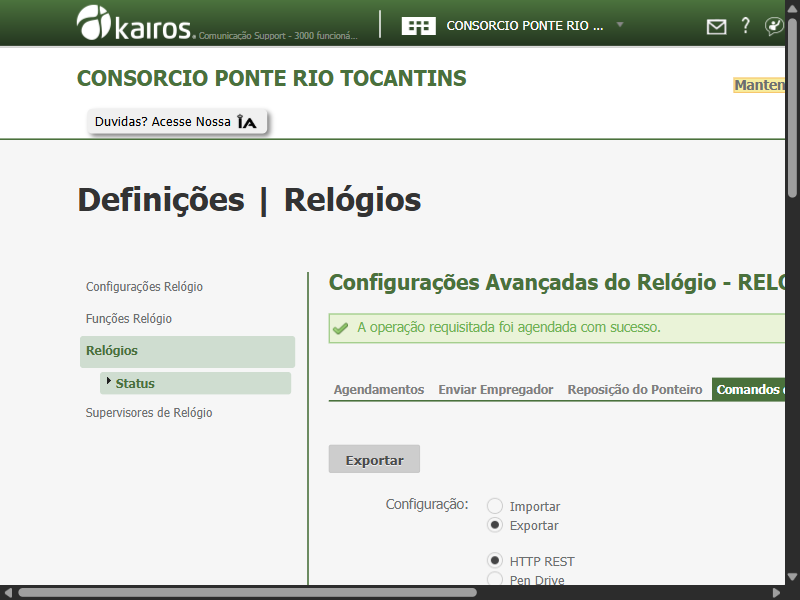 kairos. Comunicação Support - 3000 funcioná...
CONSORCIO PONTE RIO ...
?
CONSORCIO PONTE RIO TOCANTINS
Manten
Duvidas? Acesse Nossa IA
Definições | Relógios
Configurações Relógio
Funções Relógio
Relógios
Status
Supervisores de Relógio
Configurações Avançadas do Relógio - RELO
A operação requisitada foi agendada com sucesso.
Agendamentos Enviar Empregador Reposição do Ponteiro Comandos
Exportar
Configuração: Importar
Exportar
HTTP REST
Pen Drive